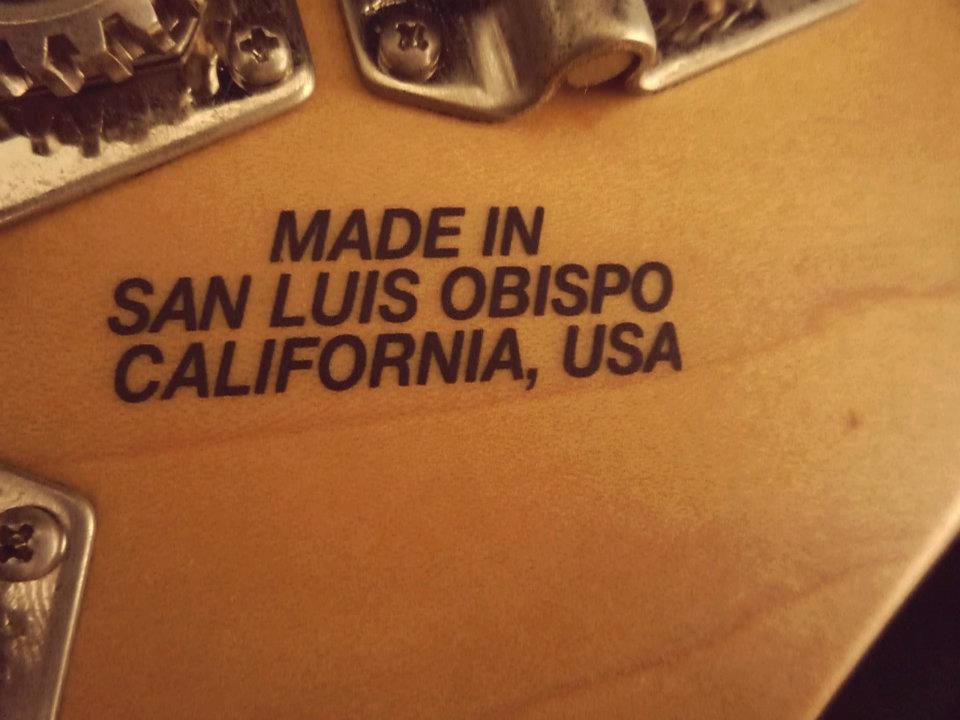 MADE IN
SAN LUIS OBISPO
CALIFORNIA, USA